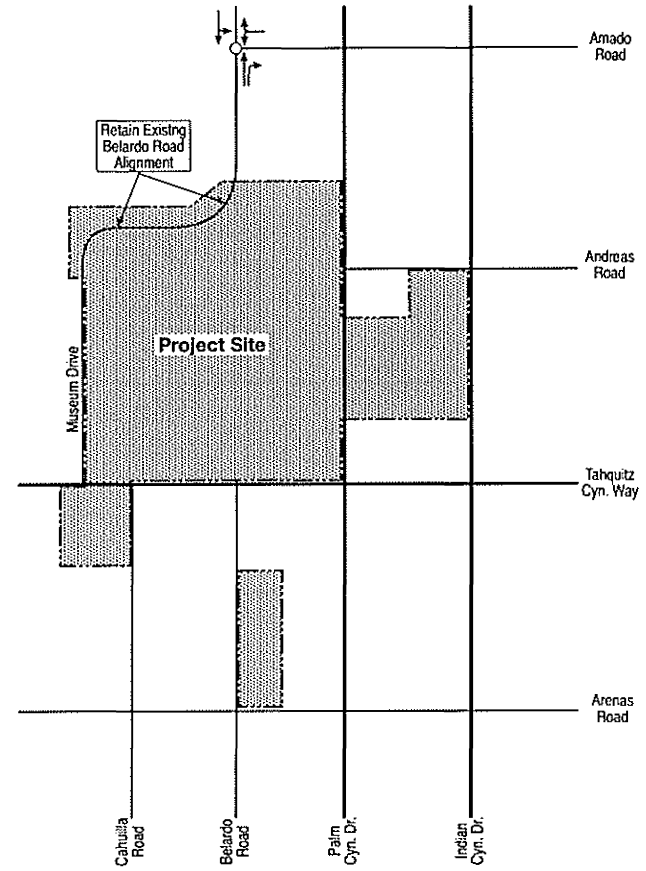 Amado
Road
Retain Existng
Belardo Road
Alignment
Andreas
Road
Project Site
Museum Drive
Tahquitz
Cyn. Way
Arenas
Road
Cahuilla
Road
Belardo
Road
Palm
Cyn. Dr.
Indian
Cyn. Dr.